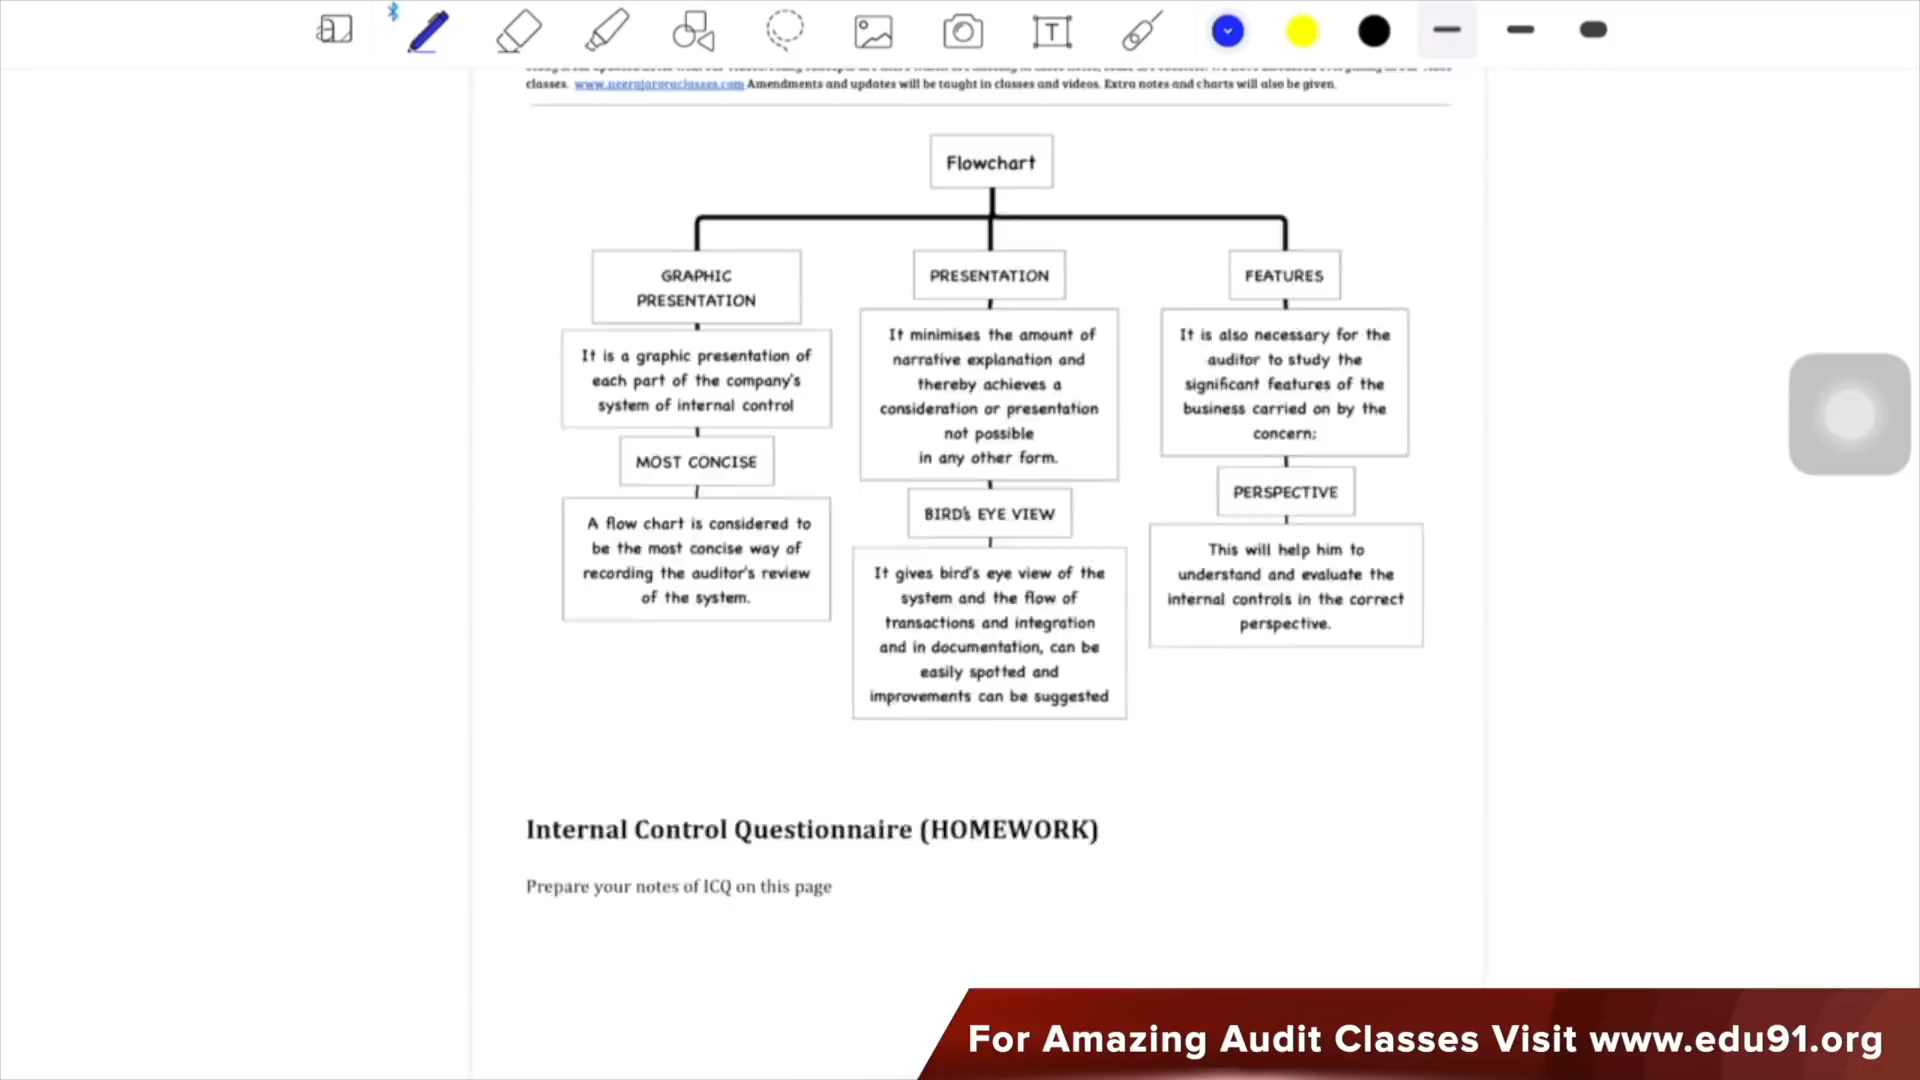 classes. www.neerajaroraclasses.com Amendments and updates will be taught in classes and videos. Extra notes and charts will also be given.
Flowchart
GRAPHIC
PRESENTATION
It is a graphic presentation of
each part of the company's
system of internal control
MOST CONCISE
A flow chart is considered to
be the most concise way of
recording the auditor's review
of the system.
PRESENTATION
It minimises the amount of
narrative explanation and
thereby achieves a
consideration or presentation
not possible
in any other form.
BIRD's EYE VIEW
It gives bird's eye view of the
system and the flow of
transactions and integration
and in documentation, can be
easily spotted and
improvements can be suggested
FEATURES
It is also necessary for the
auditor to study the
significant features of the
business carried on by the
concern;
PERSPECTIVE
This will help him to
understand and evaluate the
internal controls in the correct
perspective.
Internal Control Questionnaire (HOMEWORK)
Prepare your notes of ICQ on this page
For Amazing Audit Classes Visit www.edu91.org